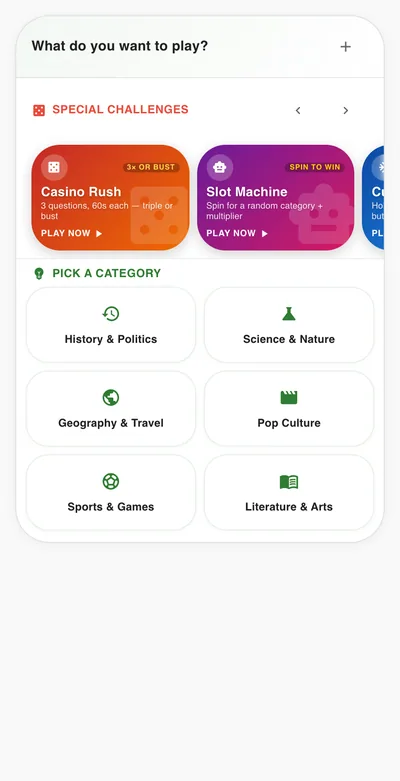 What do you want to play?
SPECIAL CHALLENGES
3× OR BUST
Casino Rush
3 questions, 60s each — triple or
bust
PLAY NOW
SPIN TO WIN
Slot Machine
Spin for a random category +
multiplier
PLAY NOW
PICK A CATEGORY
History & Politics
Science & Nature
Geography & Travel
Pop Culture
Sports & Games
Literature & Arts